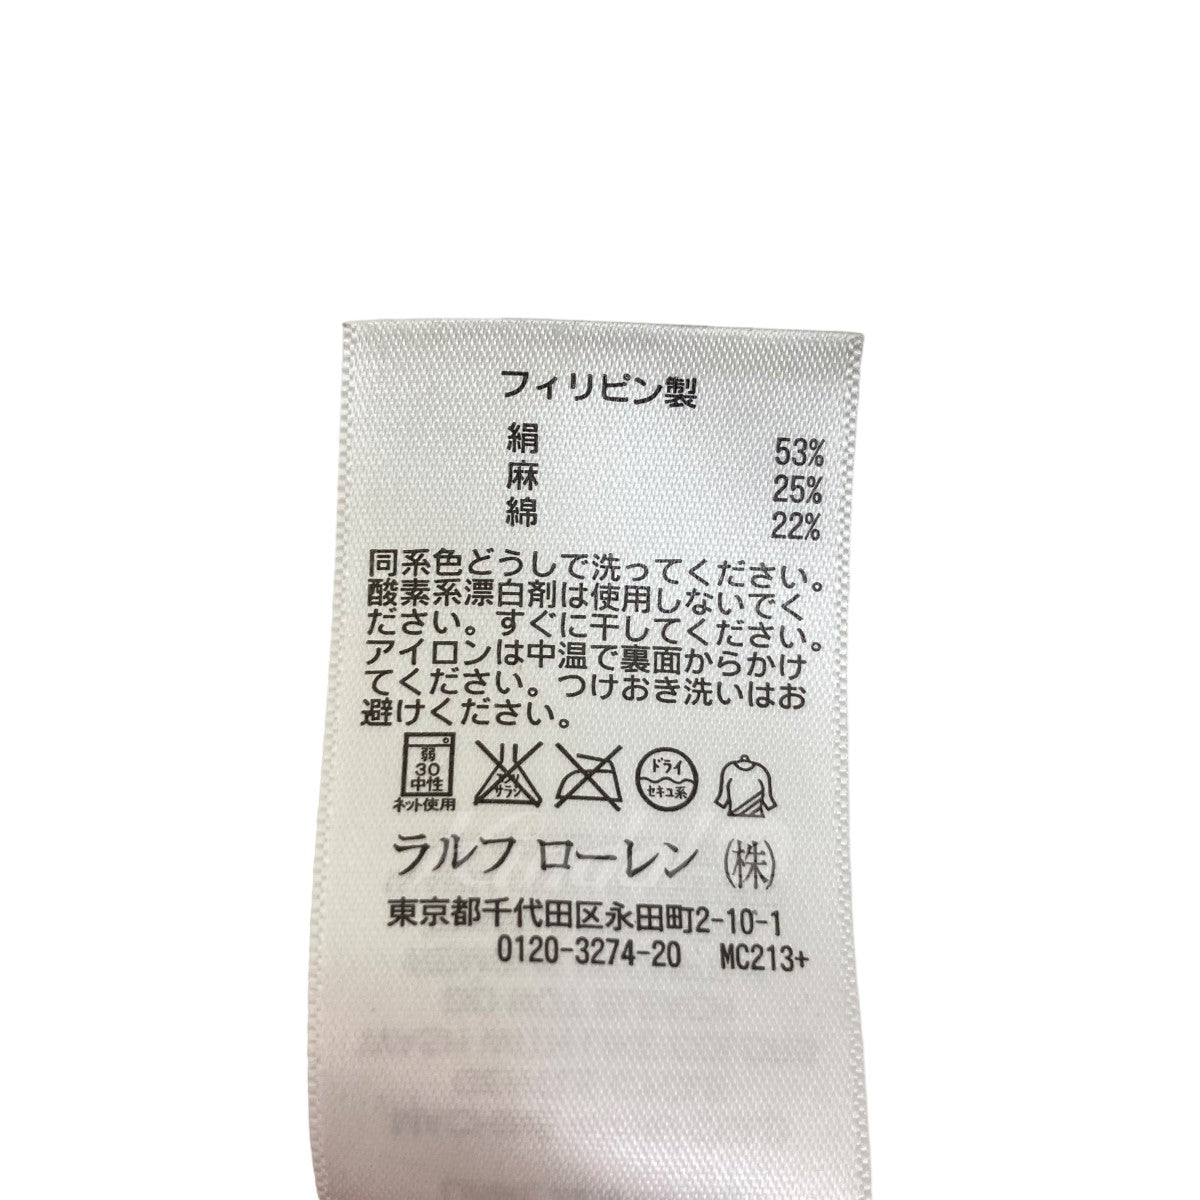 フィリピン製
絹 53%
麻 25%
綿 22%
同系色どうしで洗ってください。
酸素系漂白剤は使用しないでく
ださい。すぐに干してください。
アイロンは中温で裏面からかけ
てください。つけおき洗いはお
避けください。
弱
30
中性
ネット使用
エンソ
サラシ
ドライ
セキユ系
ラルフ ローレン (株)
東京都千代田区永田町2-10-1
0120-3274-20 MC213+